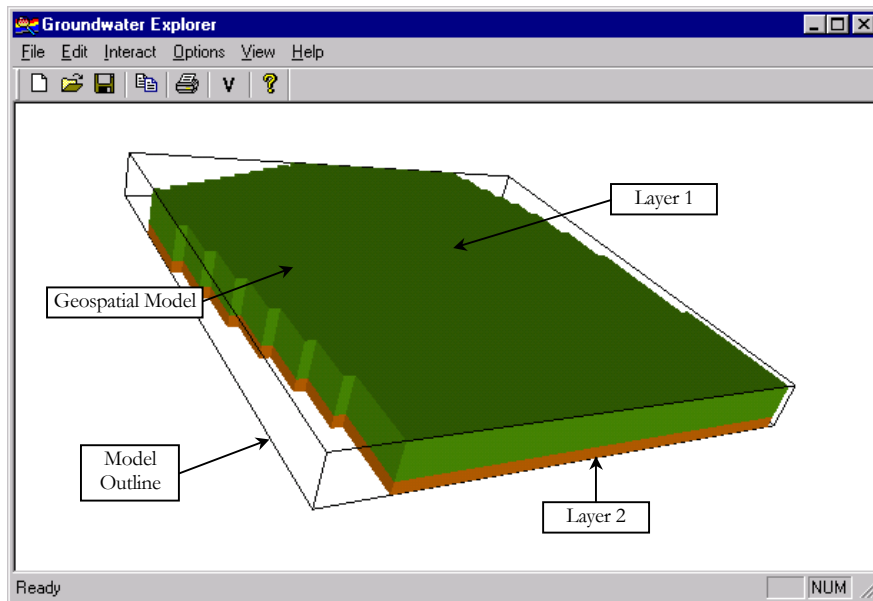 Groundwater Explorer
File Edit Interact Options View Help
V ?
Layer 1
Geospatial Model
Model
Outline
Layer 2
Ready NUM